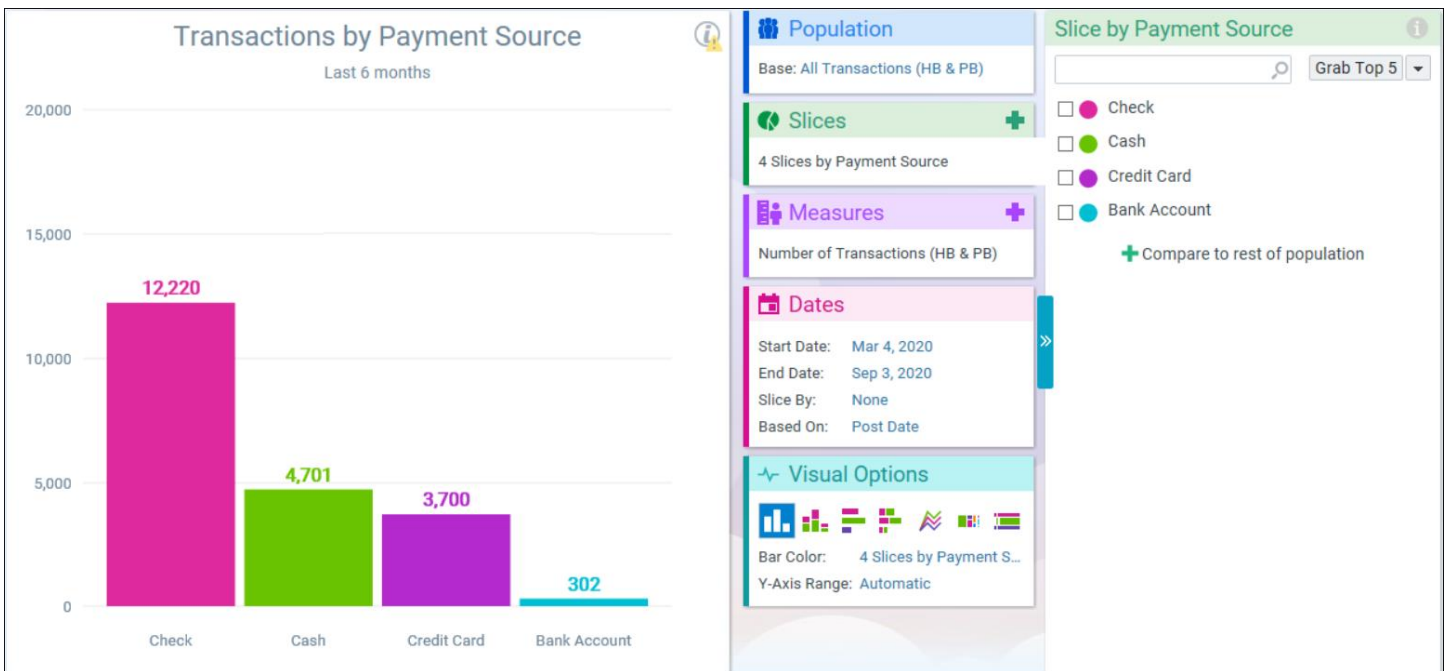 Transactions by Payment Source
Last 6 months
20,000
15,000
10,000
5,000
0
12,220
4,701
3,700
302
Check
Cash
Credit Card
Bank Account
Population
Base: All Transactions (HB & PB)
Slices
4 Slices by Payment Source
Measures
Number of Transactions (HB & PB)
Dates
Start Date: Mar 4, 2020
End Date: Sep 3, 2020
Slice By: None
Based On: Post Date
Visual Options
Bar Color: 4 Slices by Payment S...
Y-Axis Range: Automatic
Slice by Payment Source
Grab Top 5
Check
Cash
Credit Card
Bank Account
Compare to rest of population